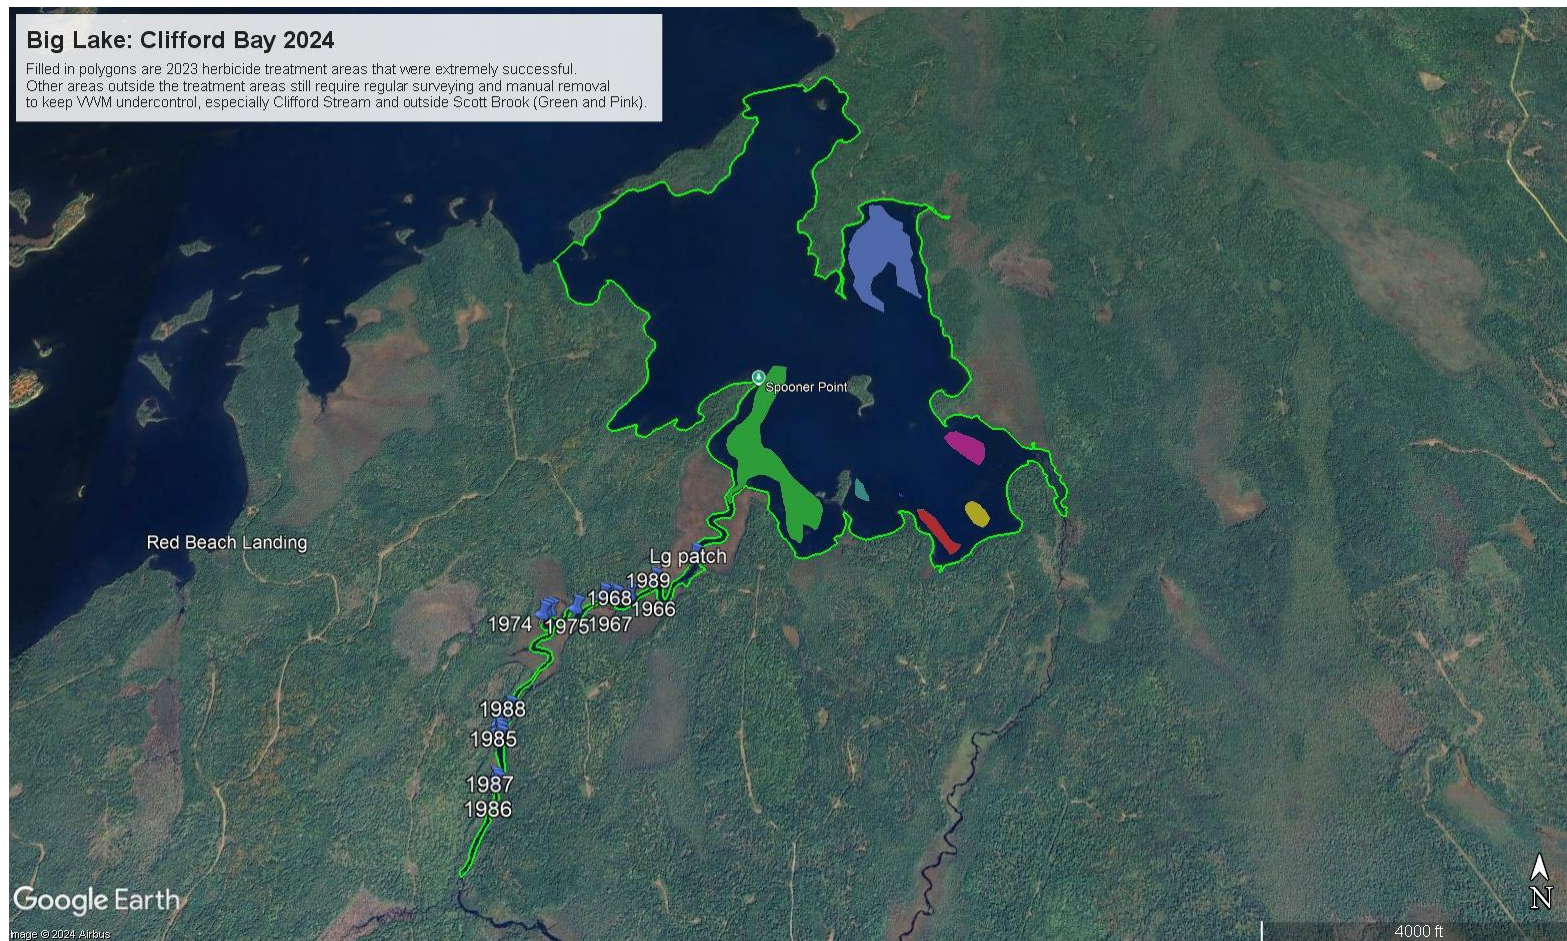 Big Lake: Clifford Bay 2024
Filled in polygons are 2023 herbicide treatment areas that were extremely successful.
Other areas outside the treatment areas still require regular surveying and manual removal
to keep VWM undercontrol, especially Clifford Stream and outside Scott Brook (Green and Pink).
Spooner Point
Red Beach Landing
Lg patch
1989
1968
1966
1974
1975
1967
1988
1985
1987
1986
Google Earth
Image © 2024 Airbus
N
4000 ft